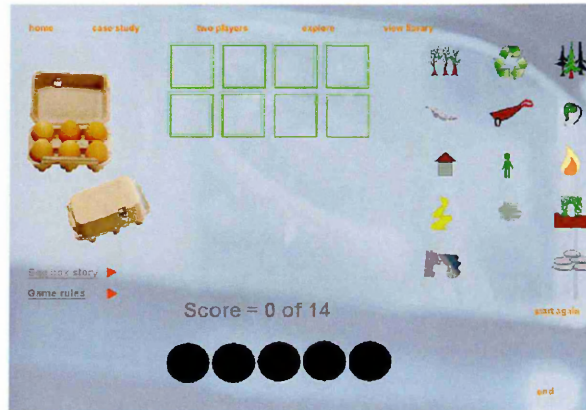 home
case study
two players
explore
view library
Egg box story
Game rules
Score = 0 of 14
start again
end